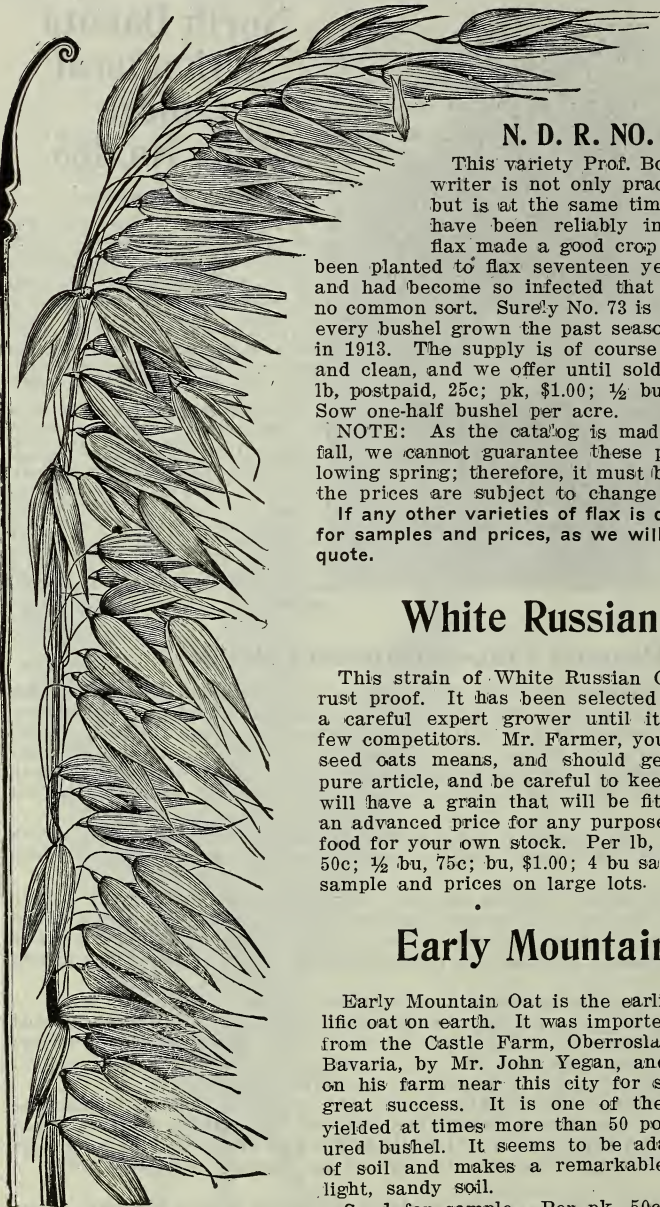 N. D. R. NO.
This variety Prof. Bo
writer is not only prac
but is at the same tim
have been reliably in
flax made a good crop
been planted to flax seventeen ye
and had become so infected that
no common sort. Surely No. 73 is
every bushel grown the past seaso
in 1913. The supply is of course
and clean, and we offer until sold
lb, postpaid, 25c; pk, $1.00; ½ bu
Sow one-half bushel per acre.
NOTE: As the catalog is mad
fall, we cannot guarantee these p
lowing spring; therefore, it must b
the prices are subject to change
If any other varieties of flax is d
for samples and prices, as we will
quote.
White Russian
This strain of White Russian O
rust proof. It has been selected
a careful expert grower until it
few competitors. Mr. Farmer, you
seed oats means, and should ge
pure article, and be careful to kee
will have a grain that will be fit
an advanced price for any purpose
food for your own stock. Per lb,
50c; ½ bu, 75c; bu, $1.00; 4 bu sa
sample and prices on large lots.
Early Mountain
Early Mountain Oat is the earli
lific oat on earth. It was importe
from the Castle Farm, Oberrosla
Bavaria, by Mr. John Yegan, and
on his farm near this city for s
great success. It is one of the
yielded at times more than 50 po
ured bushel. It seems to be ada
of soil and makes a remarkable
light, sandy soil.